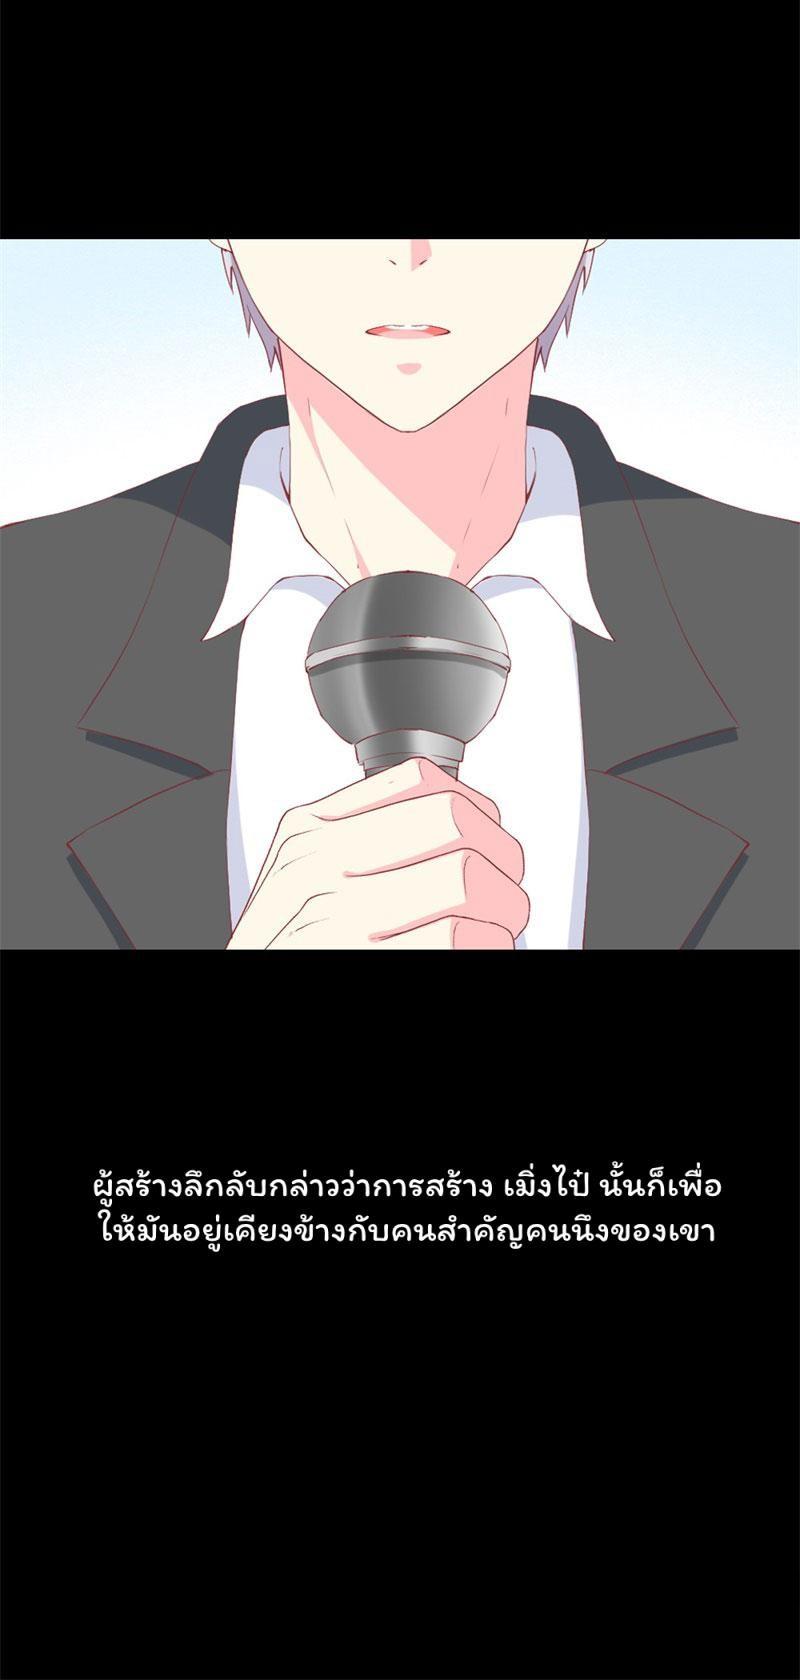 ผู้สร้างลึกลับกล่าวว่าการสร้าง เมิ่งไป๋ นั้นก็เพื่อ
ให้มันอยู่เคียงข้างกับคนสำคัญคนนึงของเขา